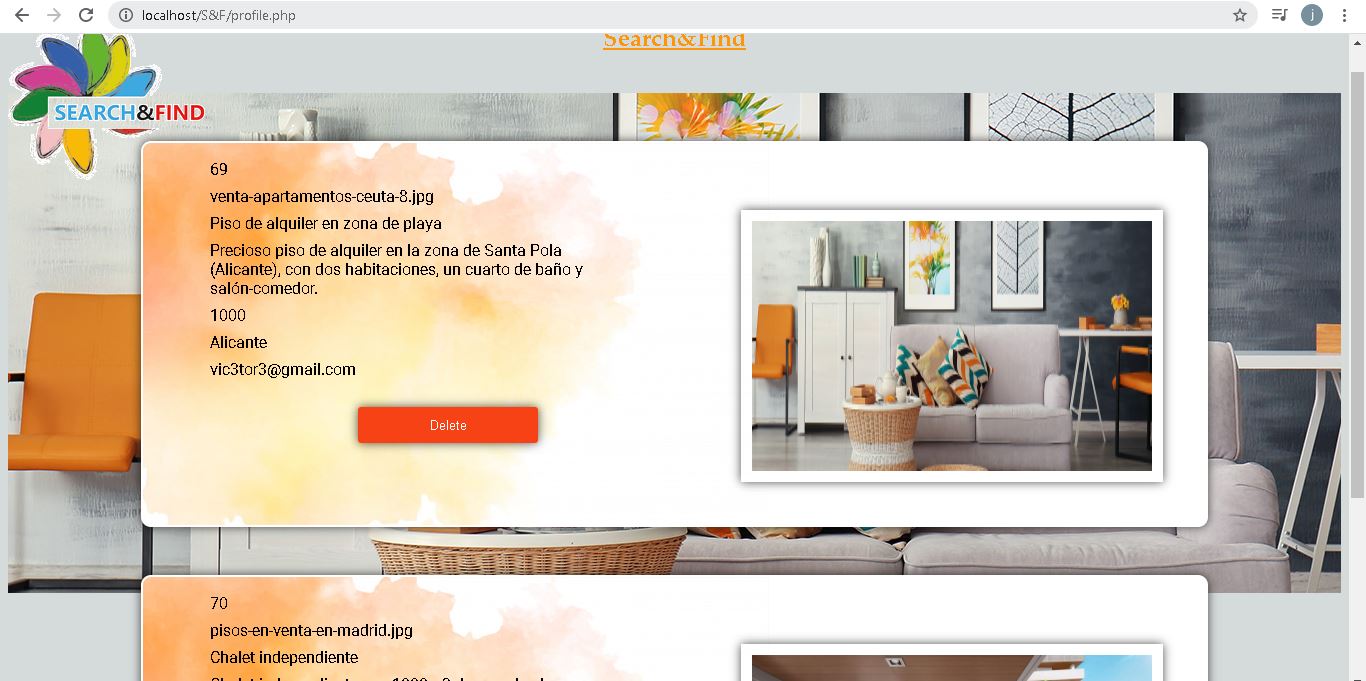 localhost/S&F/profile.php
j
Search&Find
SEARCH&FIND
69
venta-apartamentos-ceuta-8.jpg
Piso de alquiler en zona de playa
Precioso piso de alquiler en la zona de Santa Pola
(Alicante), con dos habitaciones, un cuarto de baño y
salón-comedor.
1000
Alicante
vic3tor3@gmail.com
Delete
70
pisos-en-venta-en-madrid.jpg
Chalet independiente